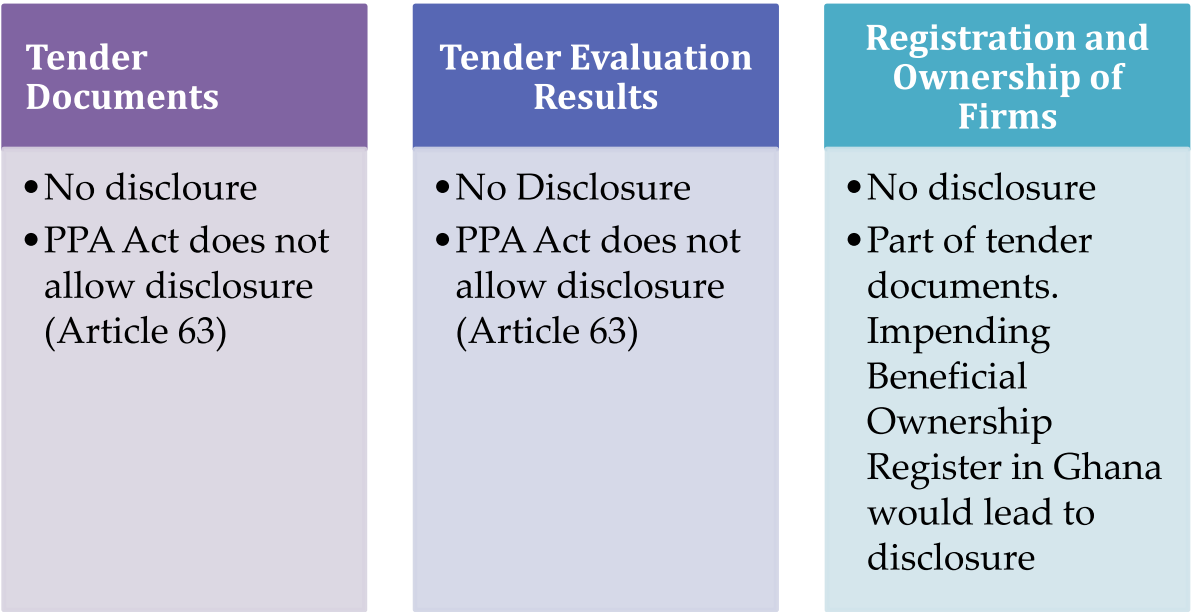 Tender
Documents
•No discloure
•PPA Act does not
allow disclosure
(Article 63)
Tender Evaluation
Results
•No Disclosure
•PPA Act does not
allow disclosure
(Article 63)
Registration and
Ownership of
Firms
•No disclosure
•Part of tender
documents.
Impending
Beneficial
Ownership
Register in Ghana
would lead to
disclosure